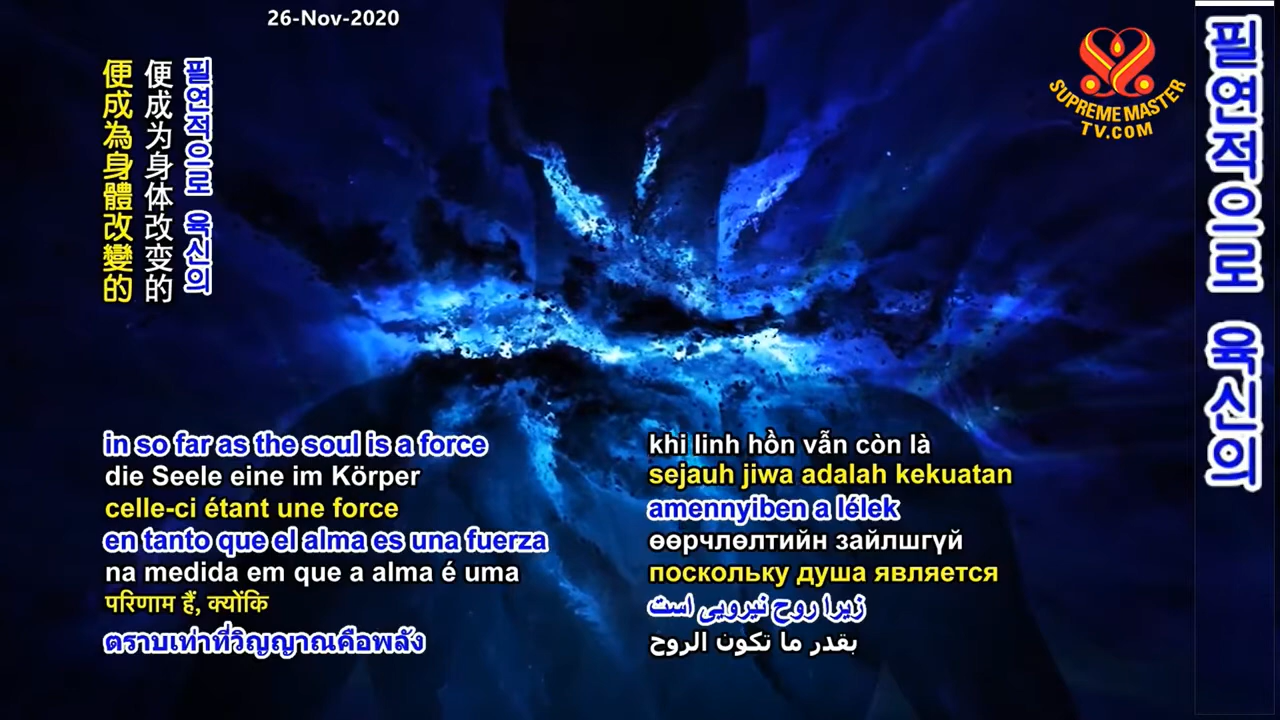 26-Nov-2020
SUPREME MASTER
TV.COM
필연적으로 육신의
필연적으로 육신의
便成为身体改变的
便成為身體改變的
in so far as the soul is a force
die Seele eine im Körper
celle-ci étant une force
en tanto que el alma es una fuerza
na medida em que a alma é uma
परिणाम हैं, क्योंकि
ตราบเท่าที่วิญญาณคือพลัง
khi linh hồn vẫn còn là
sejauh jiwa adalah kekuatan
amennyiben a lélek
өөрчлөлтийн зайлшгүй
поскольку душа является
زیرا روح نیرویی است
بقدر ما تكون الروح